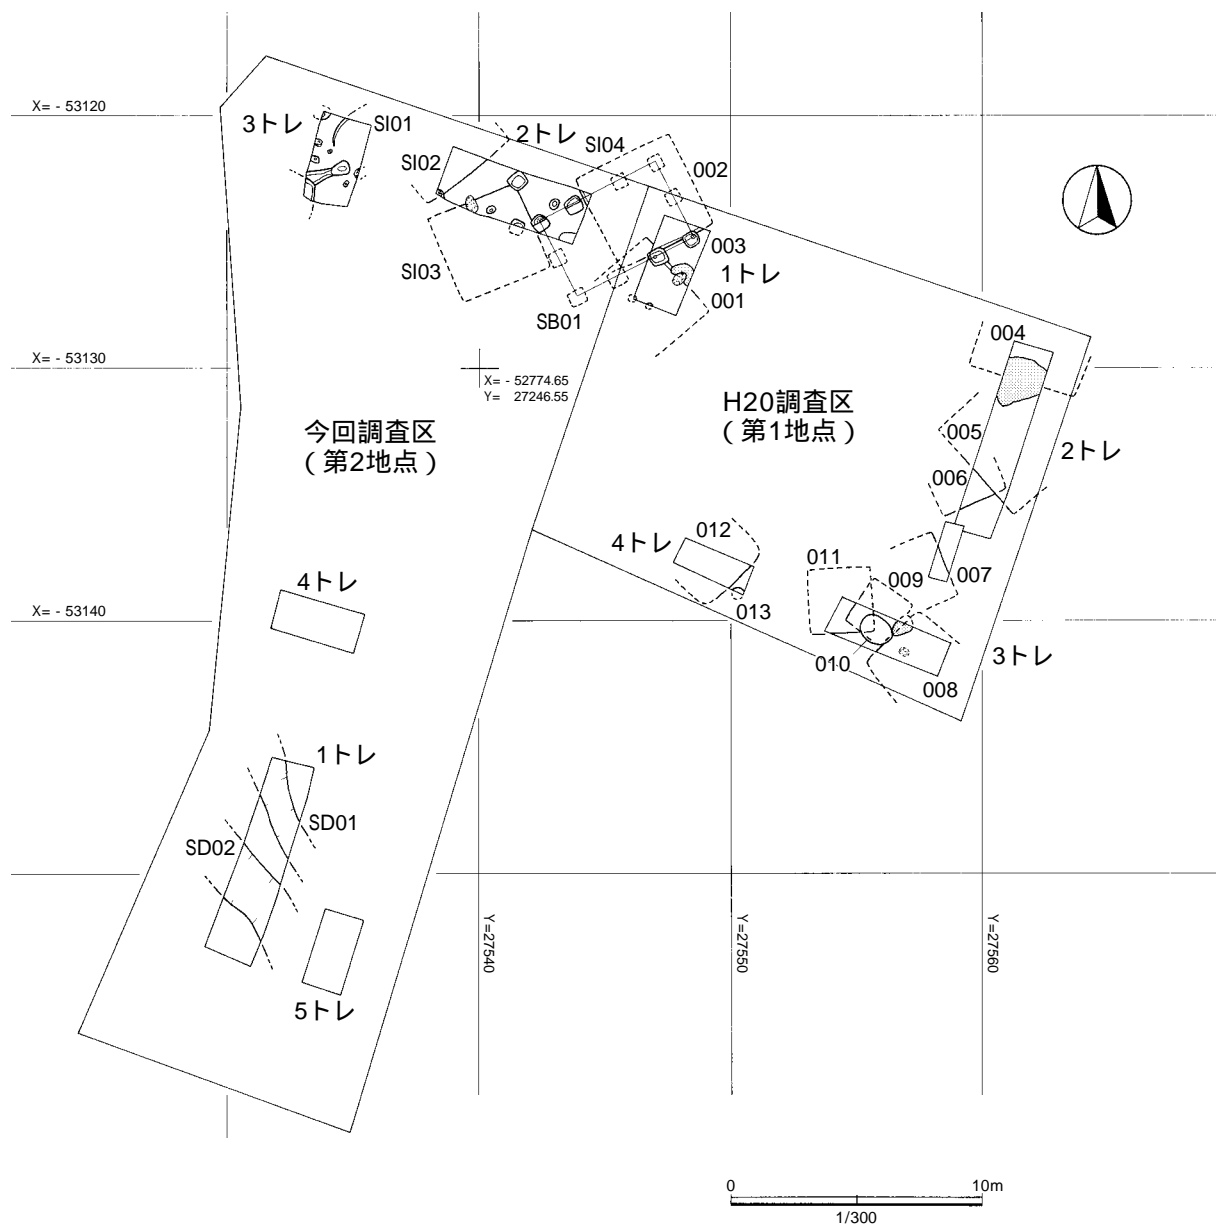 X= - 53120
3トレ
SI01
2トレ
SI02
SI04
002
SI03
003
1トレ
001
SB01
004
X= - 53130
X= - 52774.65
Y= 27246.55
今回調査区
（第2地点）
H20調査区
（第1地点）
005
2トレ
006
4トレ
012
011
009
007
013
4トレ
X= - 53140
010
3トレ
008
1トレ
SD01
SD02
5トレ
Y=27540
Y=27550
Y=27560
0
10m
1/300